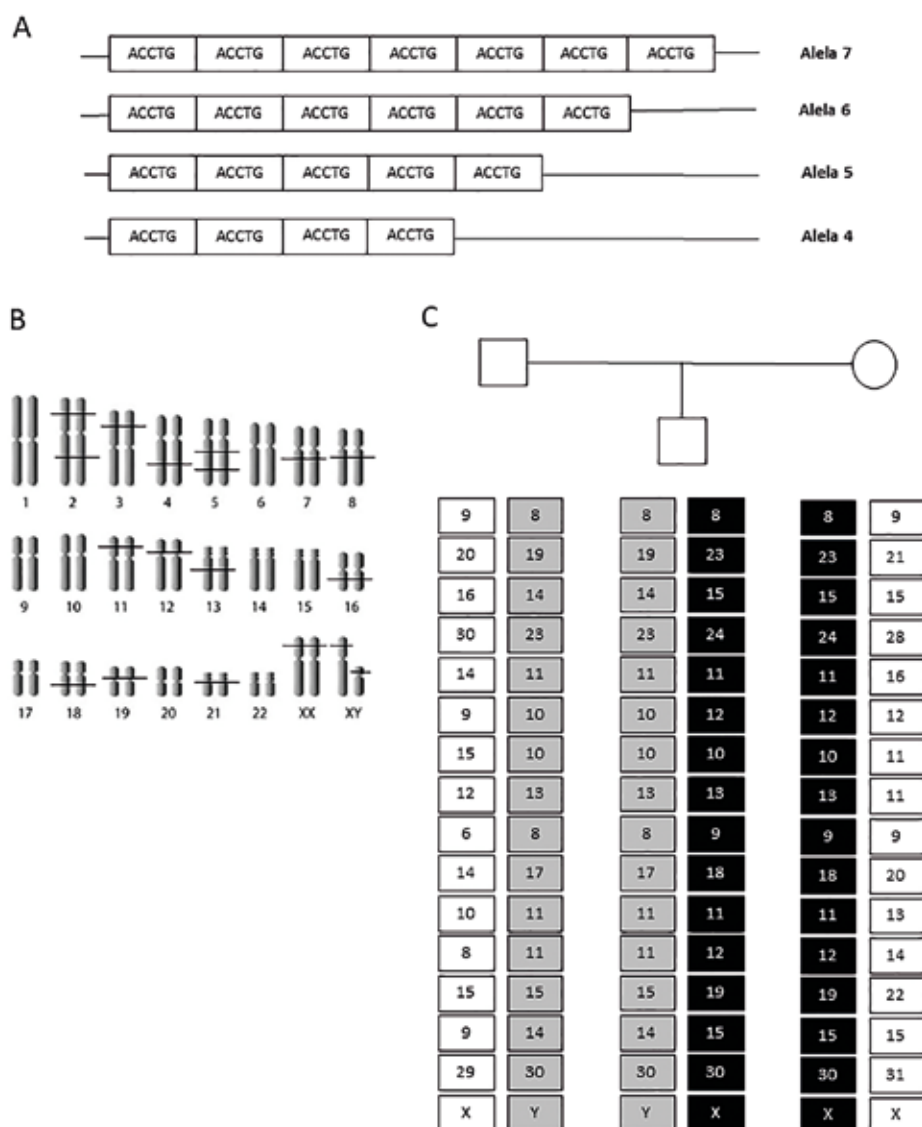 A
ACCTG ACCTG ACCTG ACCTG ACCTG ACCTG ACCTG Alela 7
ACCTG ACCTG ACCTG ACCTG ACCTG ACCTG Alela 6
ACCTG ACCTG ACCTG ACCTG ACCTG Alela 5
ACCTG ACCTG ACCTG ACCTG Alela 4
B
1 2 3 4 5 6 7 8
9 10 11 12 13 14 15 16
17 18 19 20 21 22 XX XY
C
9 8 8 8 8 9
20 19 19 23 23 21
16 14 14 15 15 15
30 23 23 24 24 28
14 11 11 11 11 16
9 10 10 12 12 12
15 10 10 10 10 11
12 13 13 13 13 11
6 8 8 9 9 9
14 17 17 18 18 20
10 11 11 11 11 13
8 11 11 12 12 14
15 15 15 19 19 22
9 14 14 15 15 15
29 30 30 30 30 31
X Y Y X X X